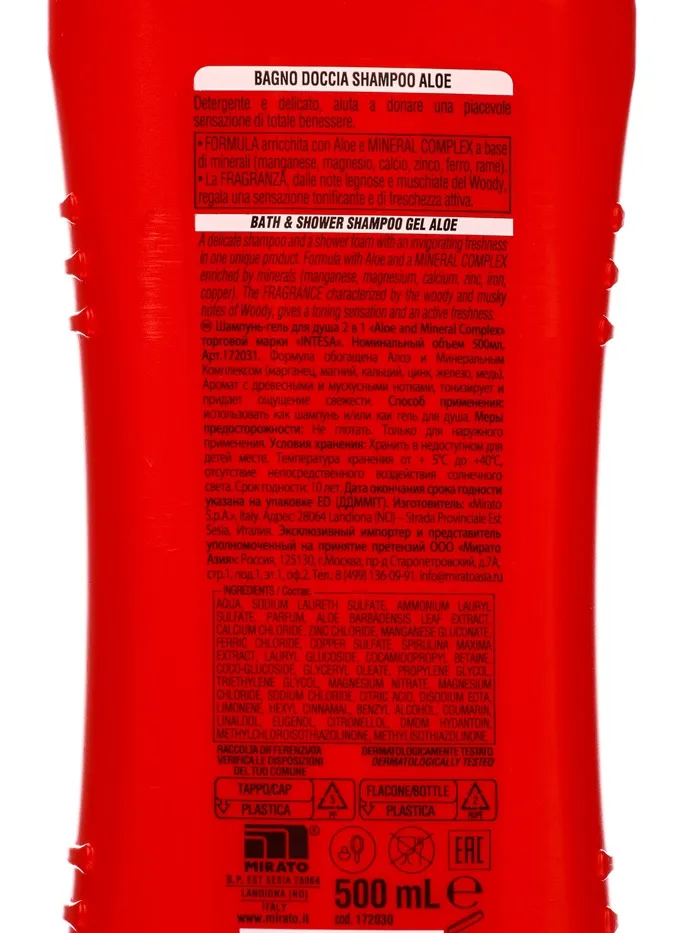 BAGNO DOCCIA SHAMPOO ALOE
Detergente e delicato, aiuta a donare una piacevole
sensazione di totale benessere.
• FORMULA arricchita con Aloe e MINERAL COMPLEX a base
di minerali (manganese, magnesio, calcio, zinco, ferro, rame).
• La FRAGRANZA, dalle note legnose e muschiate del Woody,
regala una sensazione tonificante e di freschezza attiva.
BATH & SHOWER SHAMPOO GEL ALOE
A delicate shampoo and a shower foam with an invigorating freshness
in one unique product. Formula with Aloe and a MINERAL COMPLEX
enriched by minerals (manganese, magnesium, calcium, zinc, iron,
copper). The FRAGRANCE characterized by the woody and musky
notes of Woody, gives a toning sensation and an active freshness.
Шампунь-гель для душа 2 в 1 «Aloe and Mineral Complex»
торговой марки «INTESA». Номинальный объем 500мл.
Арт.172031. Формула обогащена Алоэ и Минеральным
Комплексом (марганец, магний, кальций, цинк, железо, медь).
Аромат с древесными и мускусными нотками, тонизирует и
придает ощущение свежести. Способ применения:
использовать как шампунь и/или как гель для душа. Меры
предосторожности: Не глотать. Только для наружного
применения. Условия хранения: Хранить в недоступном для
детей месте. Температура хранения от + 5°C до +40°C,
отсутствие непосредственного воздействия солнечного
света. Срок годности: 10 лет. Дата окончания срока годности
указана на упаковке ED (ДДММГГ). Изготовитель: «Mirato
S.p.A.», Italy. Адрес: 28064 Landiona (NO) – Strada Provinciale Est
Sesia, Италия. Эксклюзивный импортер и представитель
уполномоченный на принятие претензий ООО «Мирато
Азия»: Россия, 125130, г.Москва, пр-д Старопетровский, д.7А,
стр.1, под.1, эт.1, оф.2. Тел.: 8 (499) 136-09-91, info@miratoasia.ru
INGREDIENTS / Состав:
AQUA, SODIUM LAURETH SULFATE, AMMONIUM LAURYL
SULFATE, PARFUM, ALOE BARBADENSIS LEAF EXTRACT,
CALCIUM CHLORIDE, ZINC CHLORIDE, MANGANESE GLUCONATE,
FERRIC CHLORIDE, COPPER SULFATE, SPIRULINA MAXIMA
EXTRACT, LAURYL GLUCOSIDE, COCAMIDOPROPYL BETAINE,
COCO-GLUCOSIDE, GLYCERYL OLEATE, PROPYLENE GLYCOL,
TRIETHYLENE GLYCOL, MAGNESIUM NITRATE, MAGNESIUM
CHLORIDE, SODIUM CHLORIDE, CITRIC ACID, DISODIUM EDTA,
LIMONENE, HEXYL CINNAMAL, BENZYL ALCOHOL, COUMARIN,
LINALOOL, EUGENOL, CITRONELLOL, DMDM HYDANTOIN,
METHYLCHLOROISOTHIAZOLINONE, METHYLISOTHIAZOLINONE.
RACCOLTA DIFFERENZIATA
VERIFICA LE DISPOSIZIONI
DEL TUO COMUNE
DERMATOLOGICAMENTE TESTATO
DERMATOLOGICALLY TESTED
TAPPO/CAP
PLASTICA
5
PP
FLACONE/BOTTLE
PLASTICA
2
HDPE
MIRATO ®
S.P. EST SESIA 28064
LANDIONA (NO)
ITALY
www.mirato.it
EAC
500 mL ℮
cod. 172030